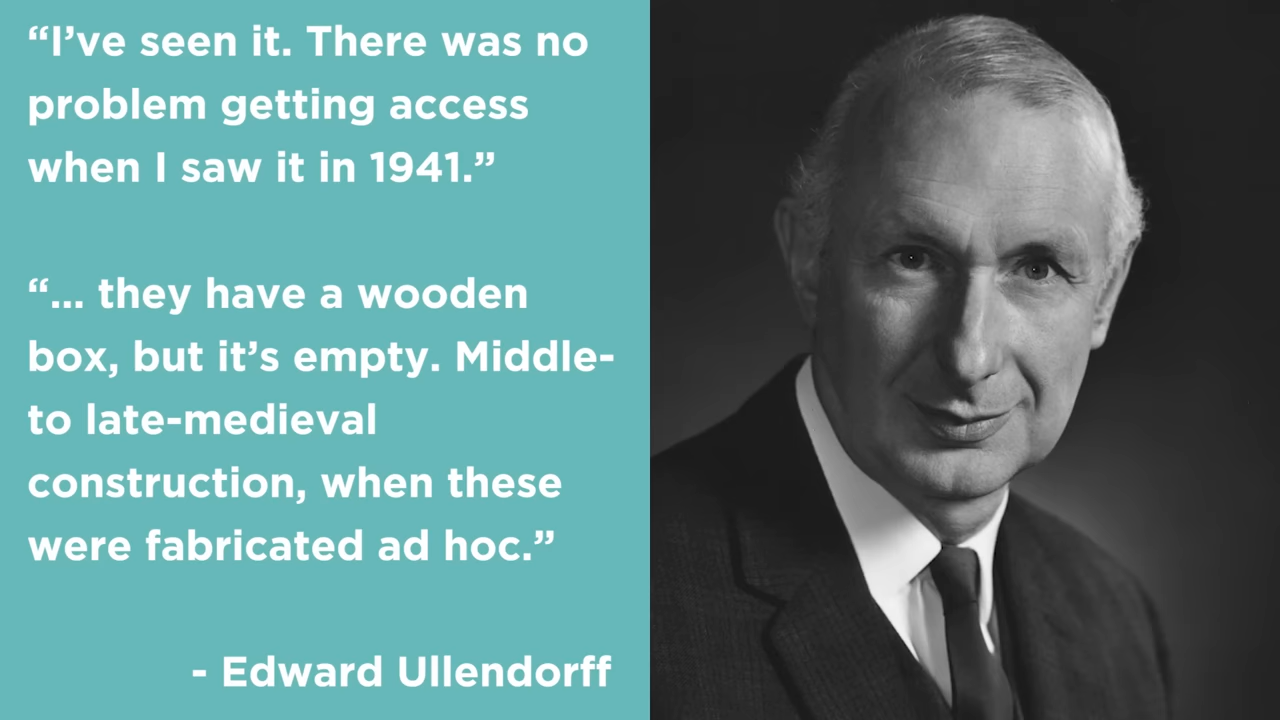 “I’ve seen it. There was no
problem getting access
when I saw it in 1941.”
“... they have a wooden
box, but it’s empty. Middle-
to late-medieval
construction, when these
were fabricated ad hoc.”
- Edward Ullendorff